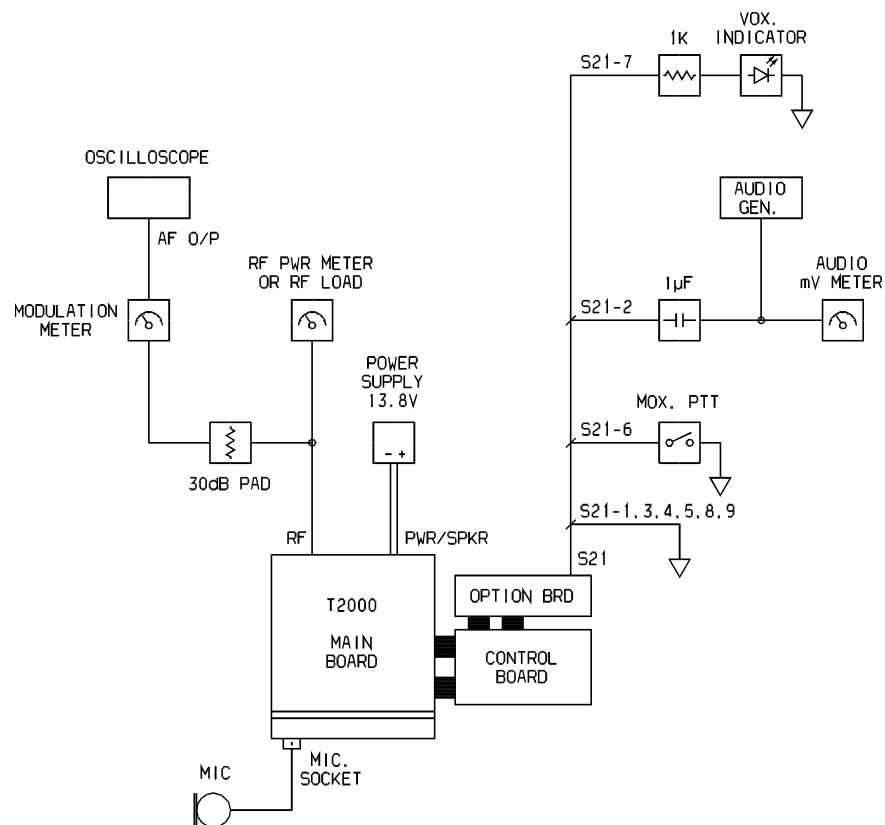 VOX.
INDICATOR
1K
S21-7
OSCILLOSCOPE
AUDIO
GEN.
AF O/P
RF PWR METER
OR RF LOAD
AUDIO
mV METER
1µF
S21-2
MODULATION
METER
POWER
SUPPLY
13.8V
- +
MOX. PTT
S21-6
30dB PAD
S21-1,3,4,5,8,9
RF
PWR/SPKR
S21
OPTION BRD
T2000
MAIN
BOARD
CONTROL
BOARD
MIC.
SOCKET
MIC